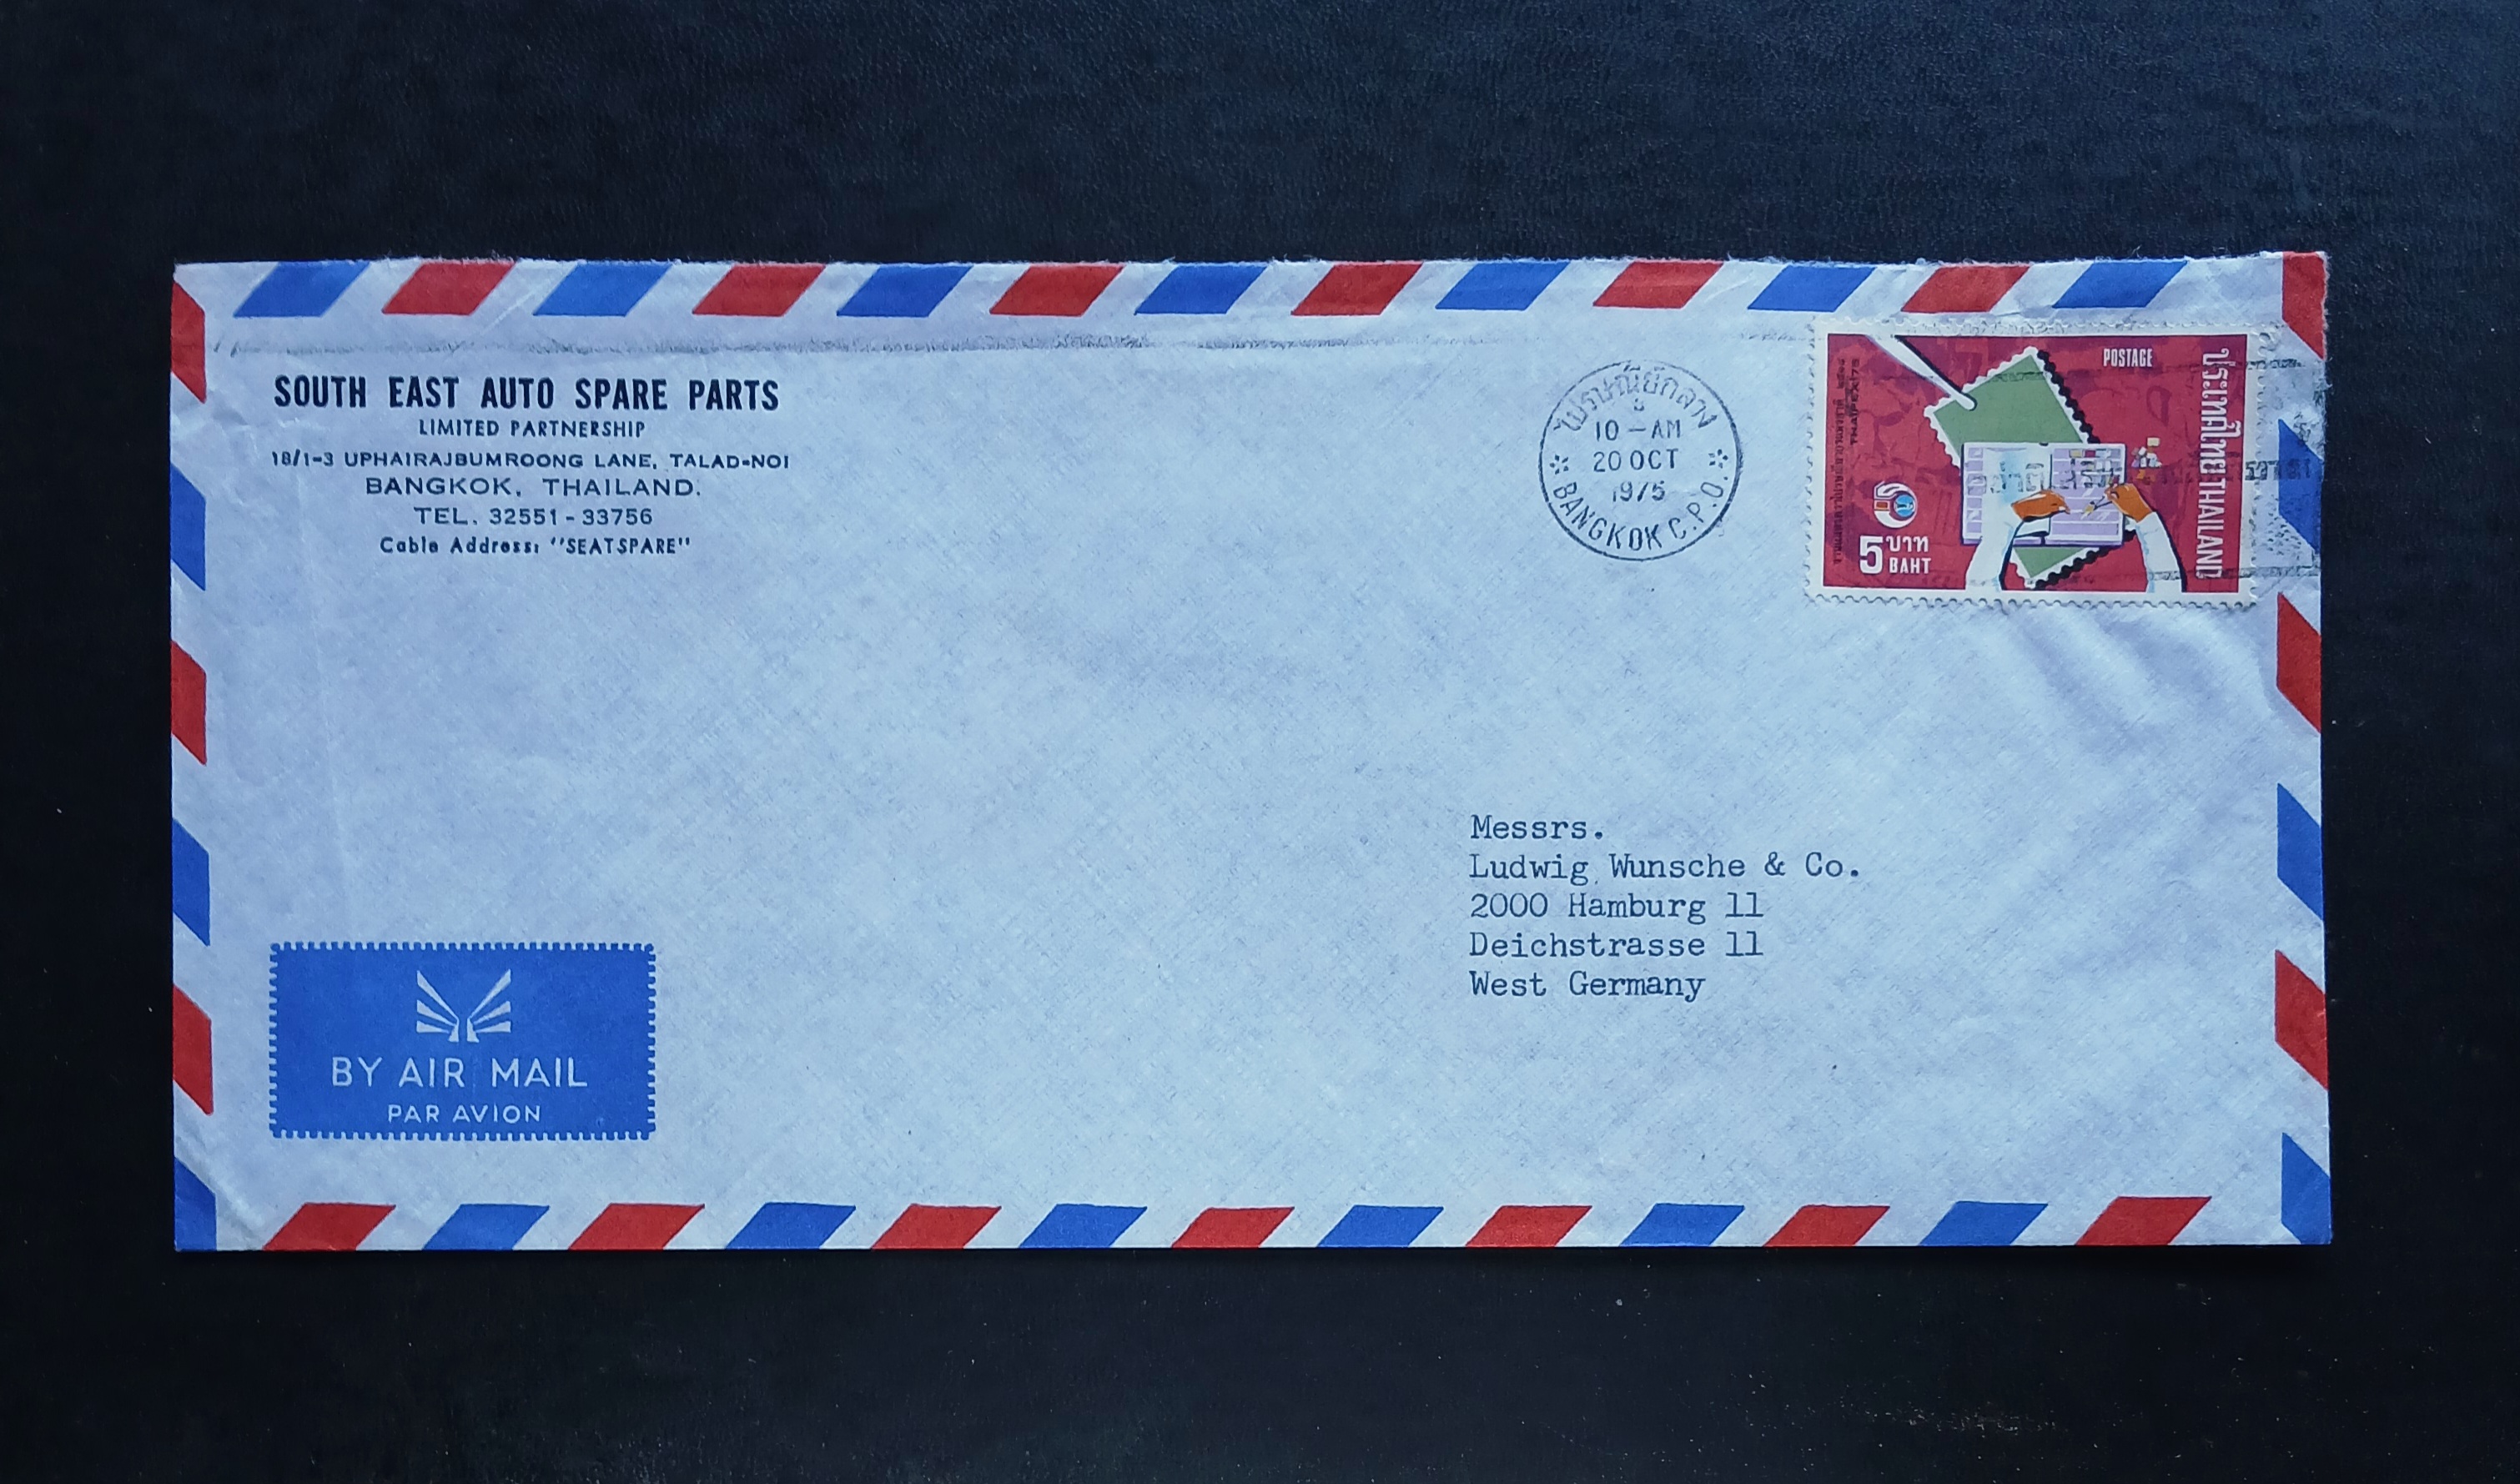 SOUTH EAST AUTO SPARE PARTS
LIMITED PARTNERSHIP
18/1-3 UPHAIRAJBUMROONG LANE, TALAD-NOI
BANGKOK, THAILAND.
TEL. 32551-33756
Cable Address: "SEATSPARE"
ไปรษณีย์กลาง
10-AM
20 OCT
1975
BANGKOK C.P.O.
POSTAGE
ประเทศไทย THAILAND
THAIPEX'75
5 บาท
BAHT
Messrs.
Ludwig Wunsche & Co.
2000 Hamburg 11
Deichstrasse 11
West Germany
BY AIR MAIL
PAR AVION